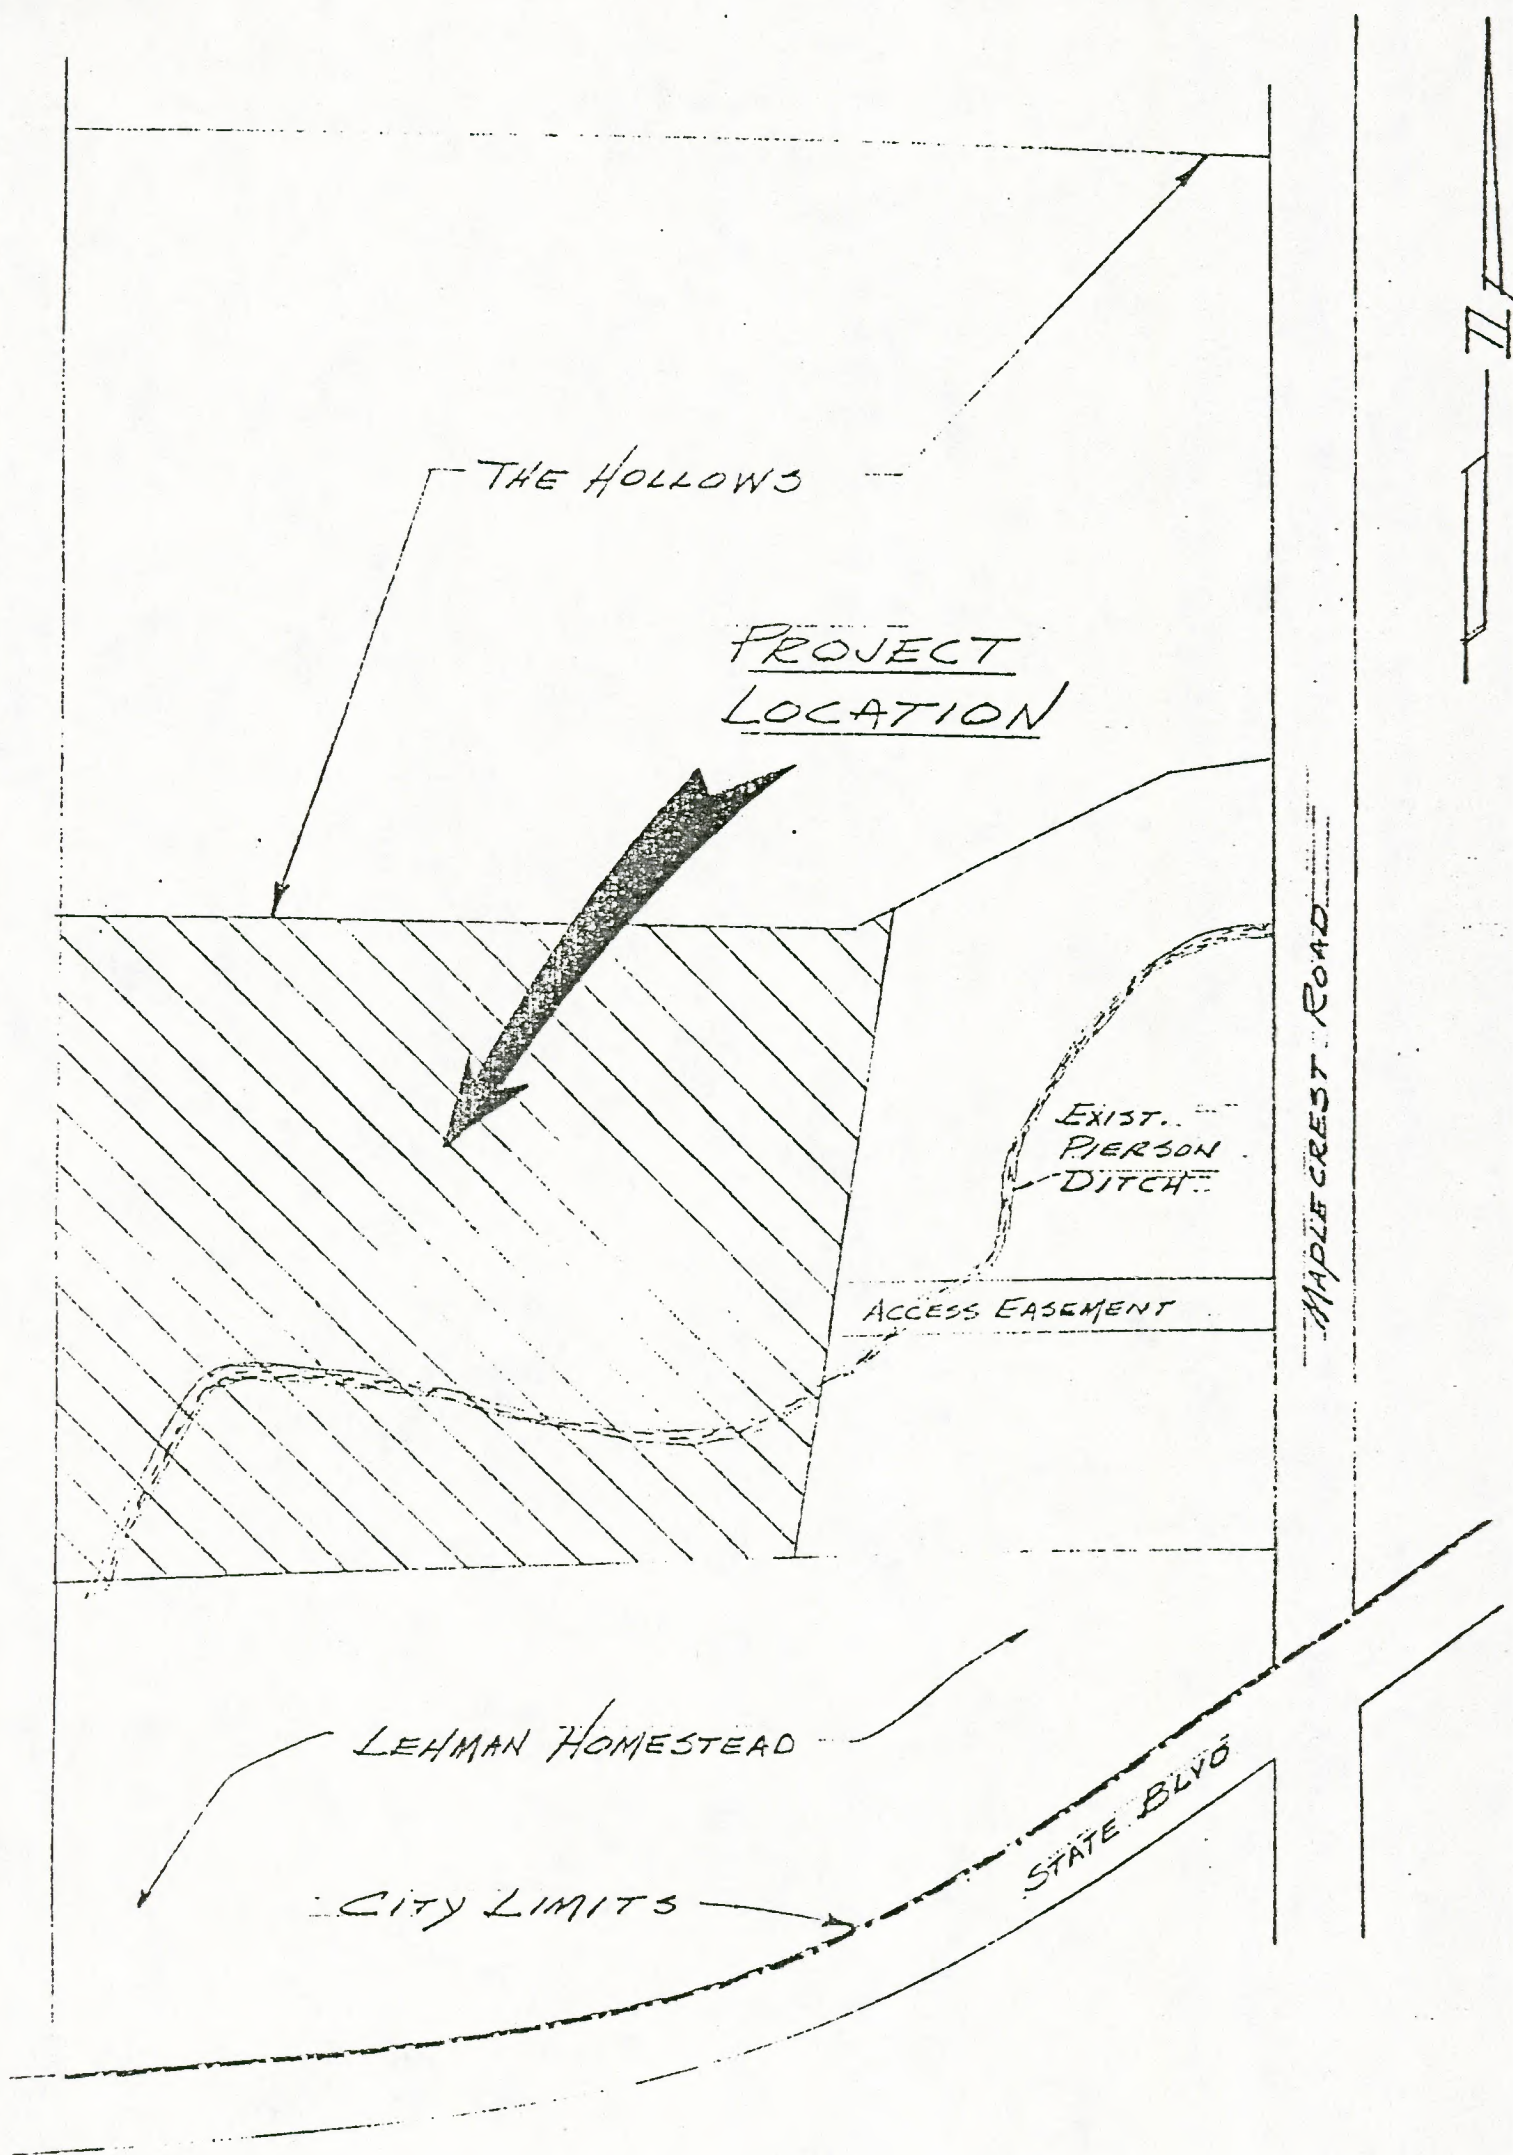 THE HOLLOWS
PROJECT
LOCATION
EXIST.
PIERSON
DITCH
ACCESS EASEMENT
MAPLECREST ROAD
LEHMAN HOMESTEAD
CITY LIMITS
STATE BLVD